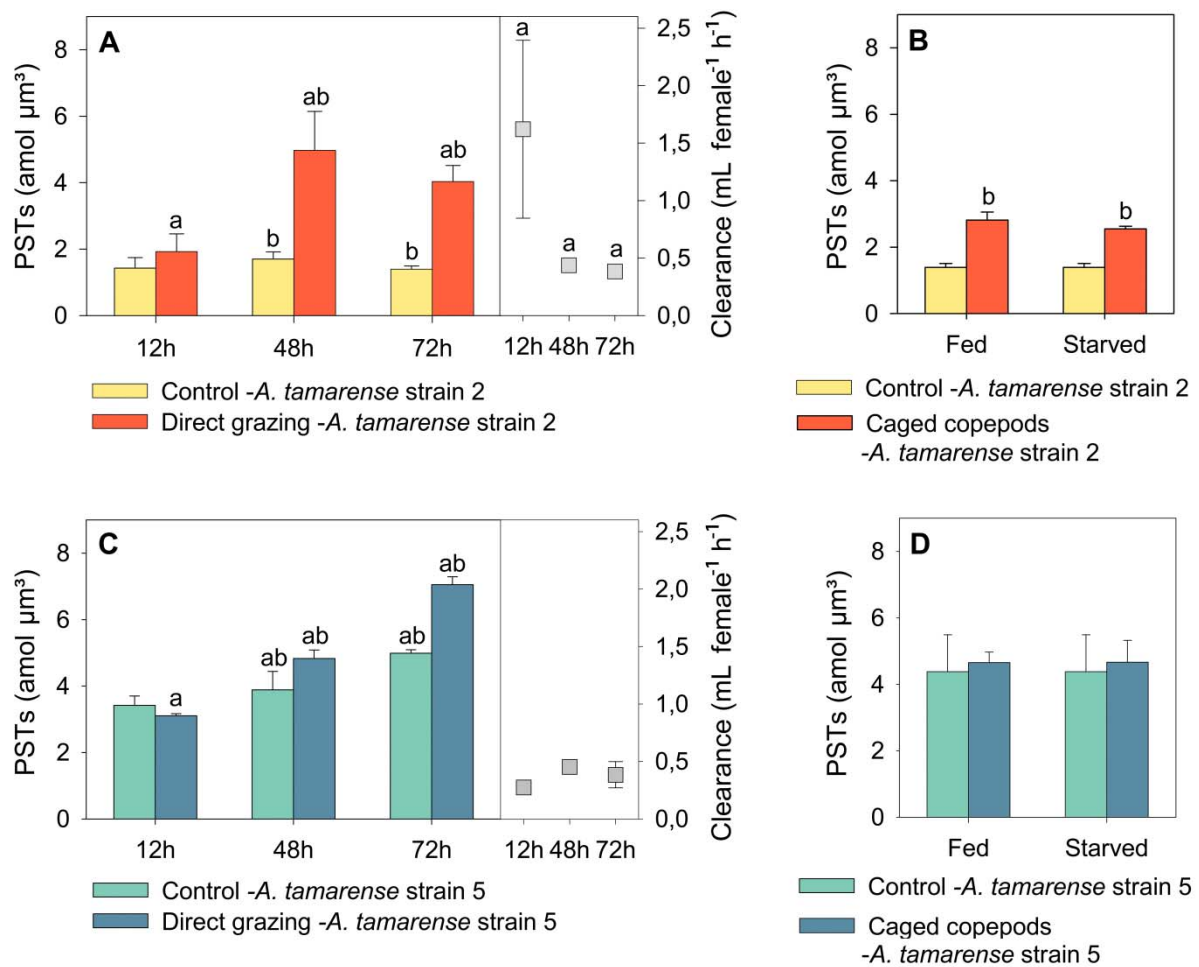 A
PSTs (amol µm³)
8
6
4
2
0
a
b
ab
b
ab
12h
48h
72h
a
a
a
12h 48h 72h
2,5
2,0
1,5
1,0
0,5
0,0
Clearance (mL female⁻¹ h⁻¹)
Control -A. tamarense strain 2
Direct grazing -A. tamarense strain 2
B
PSTs (amol µm³)
8
6
4
2
0
b
b
Fed
Starved
Control -A. tamarense strain 2
Caged copepods
-A. tamarense strain 2
C
PSTs (amol µm³)
8
6
4
2
0
a
ab
ab
ab
ab
12h
48h
72h
12h 48h 72h
2,5
2,0
1,5
1,0
0,5
0,0
Clearance (mL female⁻¹ h⁻¹)
Control -A. tamarense strain 5
Direct grazing -A. tamarense strain 5
D
PSTs (amol µm³)
8
6
4
2
0
Fed
Starved
Control -A. tamarense strain 5
Caged copepods
-A. tamarense strain 5